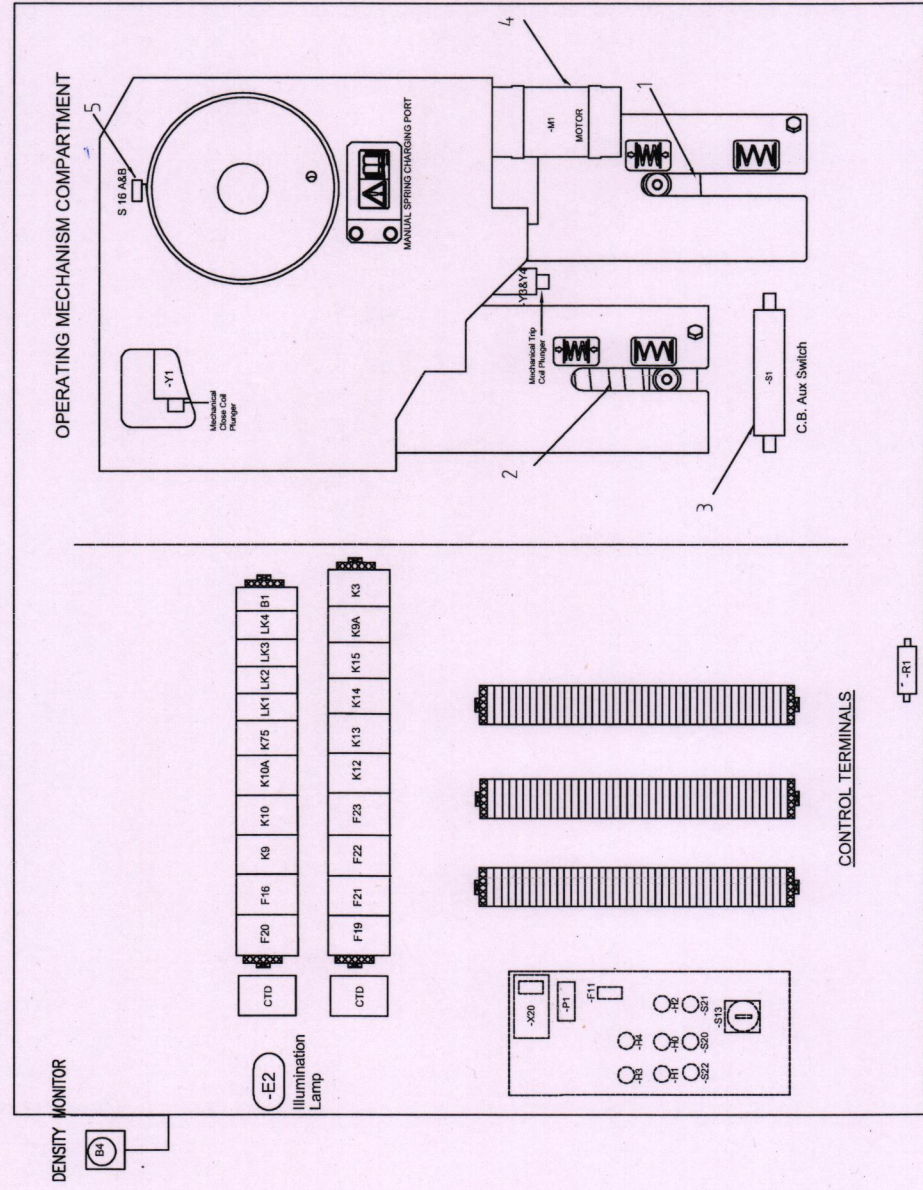 DENSITY MONITOR
B4
OPERATING MECHANISM COMPARTMENT
5
S 16 A&B
-Y1
Mechanical
Close Coil
Plunger
MANUAL SPRING CHARGING PORT
-E2
Illumination
Lamp
CTD
F20
F16
K9
K10
K10A
K75
LK1
LK2
LK3
LK4
B1
CTD
F19
F21
F22
F23
K12
K13
K14
K15
K9A
K3
-Y3&Y4
Mechanical Trip
Coil Plunger
-M1
MOTOR
4
1
2
3
-S1
C.B. Aux Switch
-X20
-P1
-F11
-H3
-H4
-H1
-H0
-H2
-S22
-S20
-S21
-S13
CONTROL TERMINALS
-R1